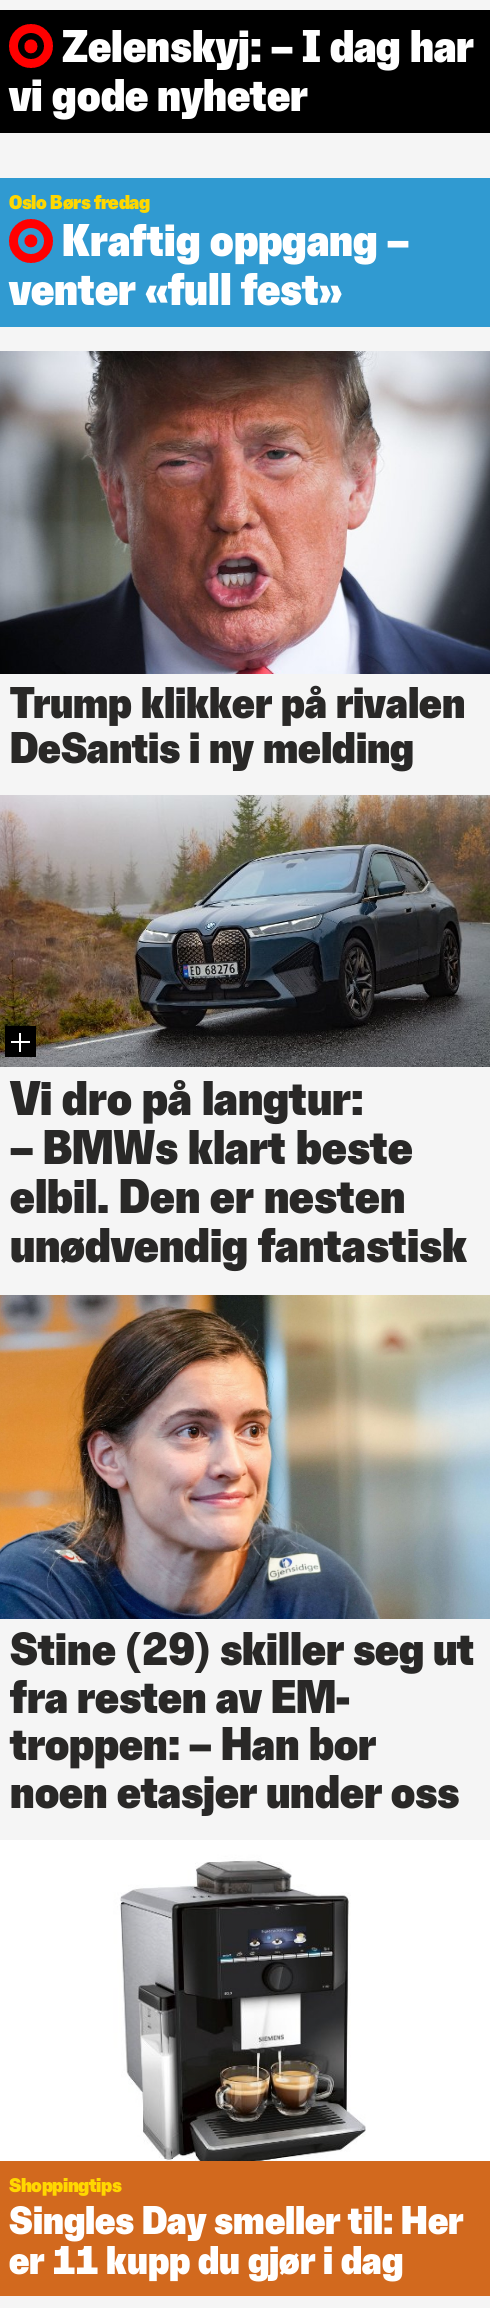 Zelenskyj: – I dag har
vi gode nyheter
Oslo Børs fredag
Kraftig oppgang –
venter «full fest»
Trump klikker på rivalen
DeSantis i ny melding
ED 68276
Vi dro på langtur:
– BMWs klart beste
elbil. Den er nesten
unødvendig fantastisk
Gjensidige
Stine (29) skiller seg ut
fra resten av EM-
troppen: – Han bor
noen etasjer under oss
SIEMENS
Shoppingtips
Singles Day smeller til: Her
er 11 kupp du gjør i dag